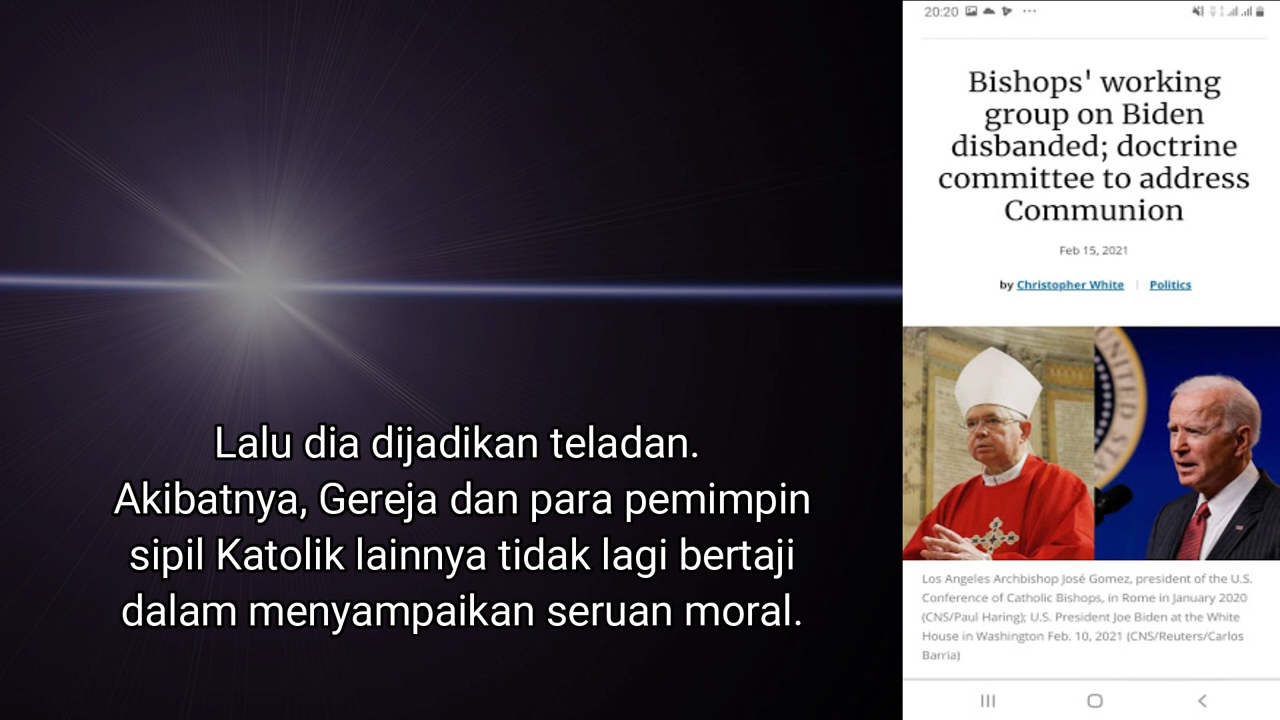 Lalu dia dijadikan teladan.
Akibatnya, Gereja dan para pemimpin
sipil Katolik lainnya tidak lagi bertaji
dalam menyampaikan seruan moral.
20:20
Bishops' working
group on Biden
disbanded; doctrine
committee to address
Communion
Feb 15, 2021
by Christopher White | Politics
UNITED STA
Los Angeles Archbishop José Gomez, president of the U.S.
Conference of Catholic Bishops, in Rome in January 2020
(CNS/Paul Haring); U.S. President Joe Biden at the White
House in Washington Feb. 10, 2021 (CNS/Reuters/Carlos
Barria)